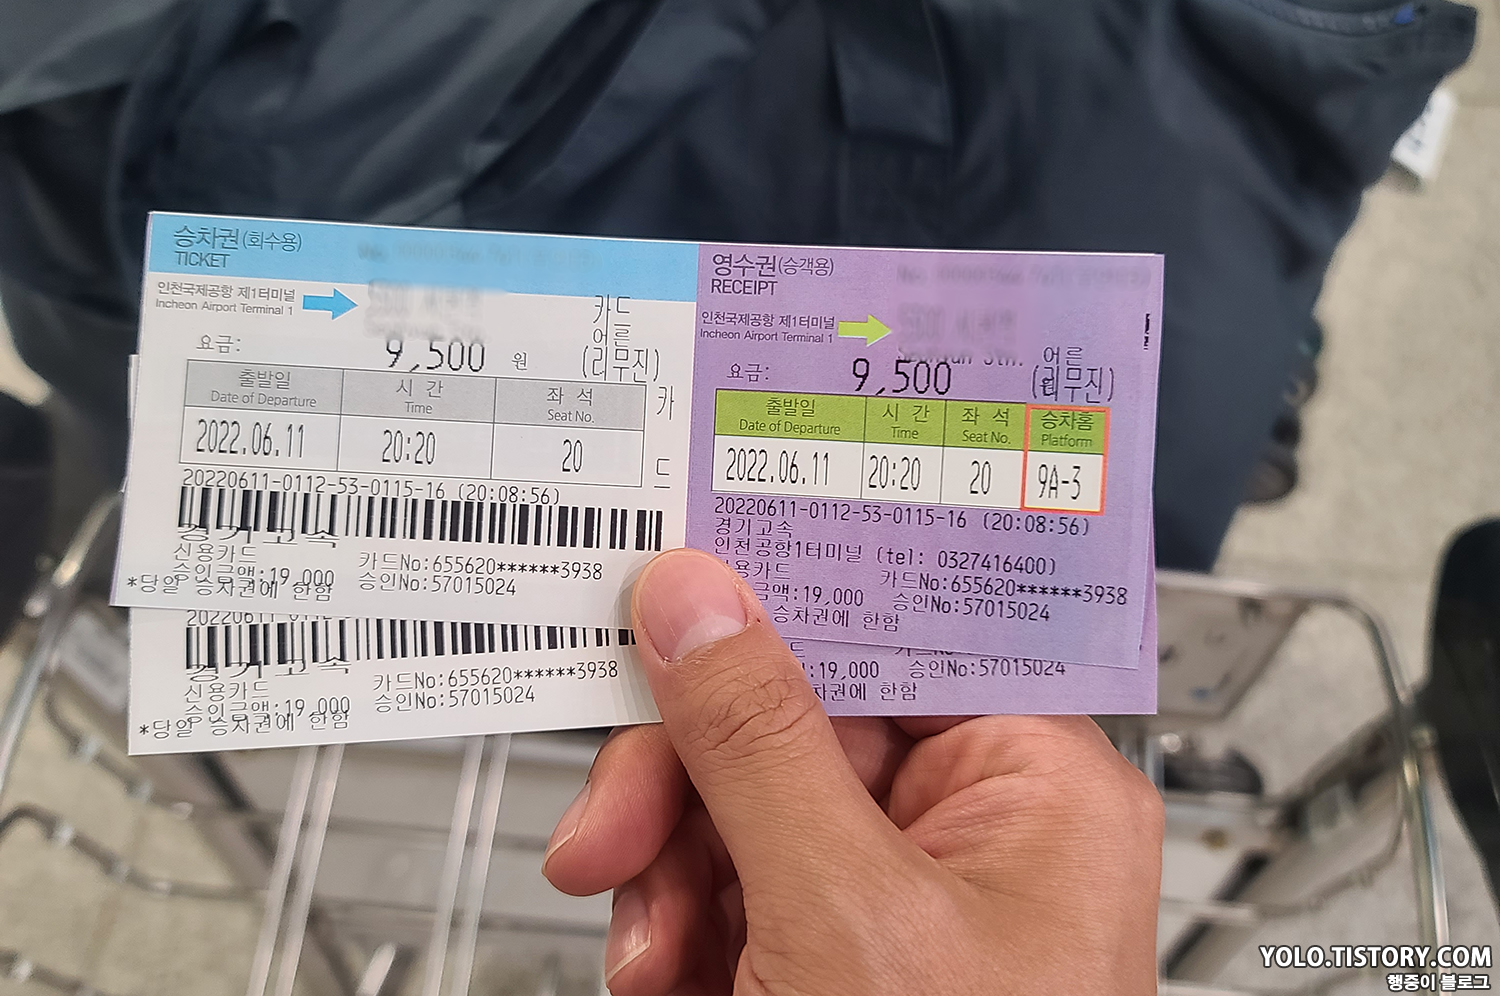 승차권(회수용)
TICKET
인천국제공항 제1터미널
Incheon Airport Terminal 1
카드
어른
요금: 9,500 원 (리무진)
출발일 시 간 좌 석
Date of Departure Time Seat No.
2022.06.11 20:20 20
카
드
20220611-0112-53-0115-16 (20:08:56)
경기고속
신용카드 카드No:655620******3938
승인금액:19,000 승인No:57015024
*당일 승차권에 한함
경기고속
신용카드 카드No:655620******3938
승인금액:19,000 승인No:57015024
*당일 승차권에 한함
영수권(승객용)
RECEIPT
인천국제공항 제1터미널
Incheon Airport Terminal 1
어른
요금: 9,500 (리무진)
출발일 시 간 좌 석 승차홈
Date of Departure Time Seat No. Platform
2022.06.11 20:20 20 9A-3
20220611-0112-53-0115-16 (20:08:56)
경기고속
인천공항1터미널 (tel: 0327416400)
용카드 카드No:655620******3938
금액:19,000 승인No:57015024
승차권에 한함
:19,000 승인No:57015024
차권에 한함
YOLO.TISTORY.COM
행중이 블로그